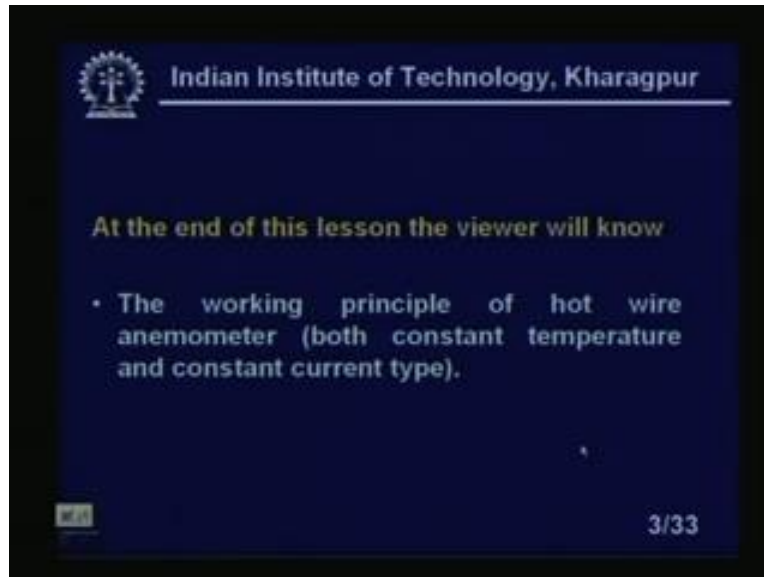 Indian Institute of Technology, Kharagpur
At the end of this lesson the viewer will know
• The working principle of hot wire
anemometer (both constant temperature
and constant current type).
3/33